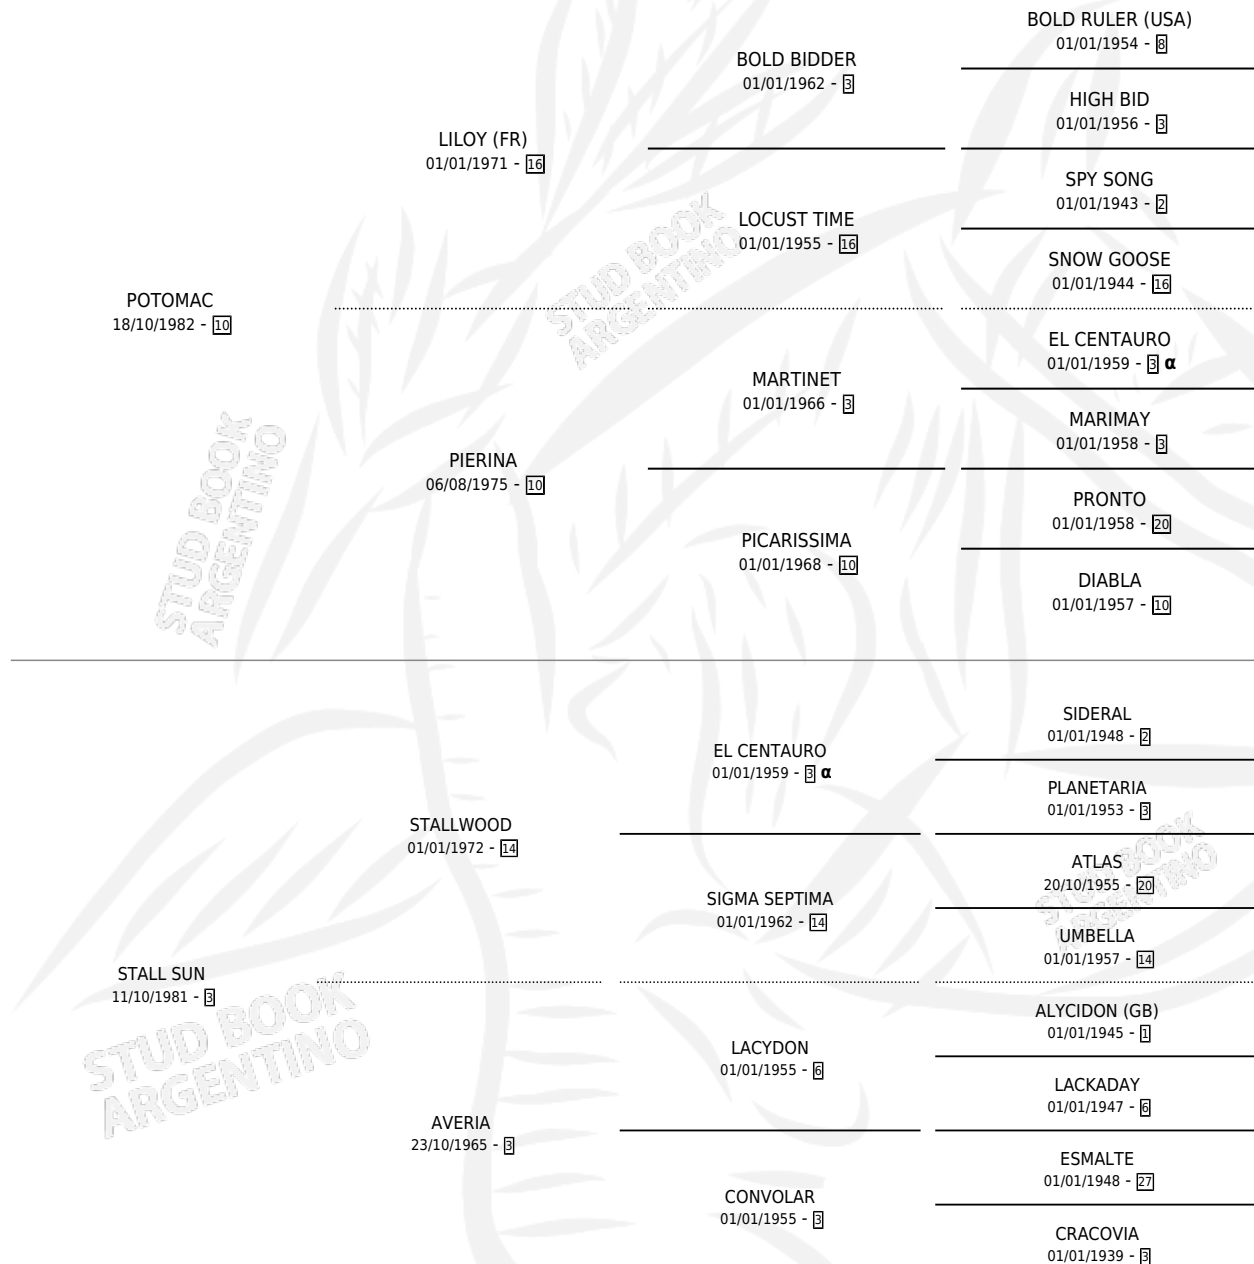 BOLD RULER (USA)
01/01/1954 - 8
BOLD BIDDER
01/01/1962 - 3
HIGH BID
01/01/1956 - 3
LILOY (FR)
01/01/1971 - 16
SPY SONG
01/01/1943 - 2
LOCUST TIME
01/01/1955 - 16
SNOW GOOSE
01/01/1944 - 16
POTOMAC
18/10/1982 - 10
EL CENTAURO
01/01/1959 - 3 α
MARTINET
01/01/1966 - 3
MARIMAY
01/01/1958 - 3
PIERINA
06/08/1975 - 10
PRONTO
01/01/1958 - 20
PICARISSIMA
01/01/1968 - 10
DIABLA
01/01/1957 - 10
SIDERAL
01/01/1948 - 2
EL CENTAURO
01/01/1959 - 3 α
PLANETARIA
01/01/1953 - 3
STALLWOOD
01/01/1972 - 14
ATLAS
20/10/1955 - 20
SIGMA SEPTIMA
01/01/1962 - 14
UMBELLA
01/01/1957 - 14
STALL SUN
11/10/1981 - 3
ALYCIDON (GB)
01/01/1945 - 1
LACYDON
01/01/1955 - 6
LACKADAY
01/01/1947 - 6
AVERIA
23/10/1965 - 3
ESMALTE
01/01/1948 - 27
CONVOLAR
01/01/1955 - 3
CRACOVIA
01/01/1939 - 3
STUD BOOK
ARGENTINO
STUD BOOK
ARGENTINO
STUD BOOK
ARGENTINO
STUD BOOK
ARGENTINO